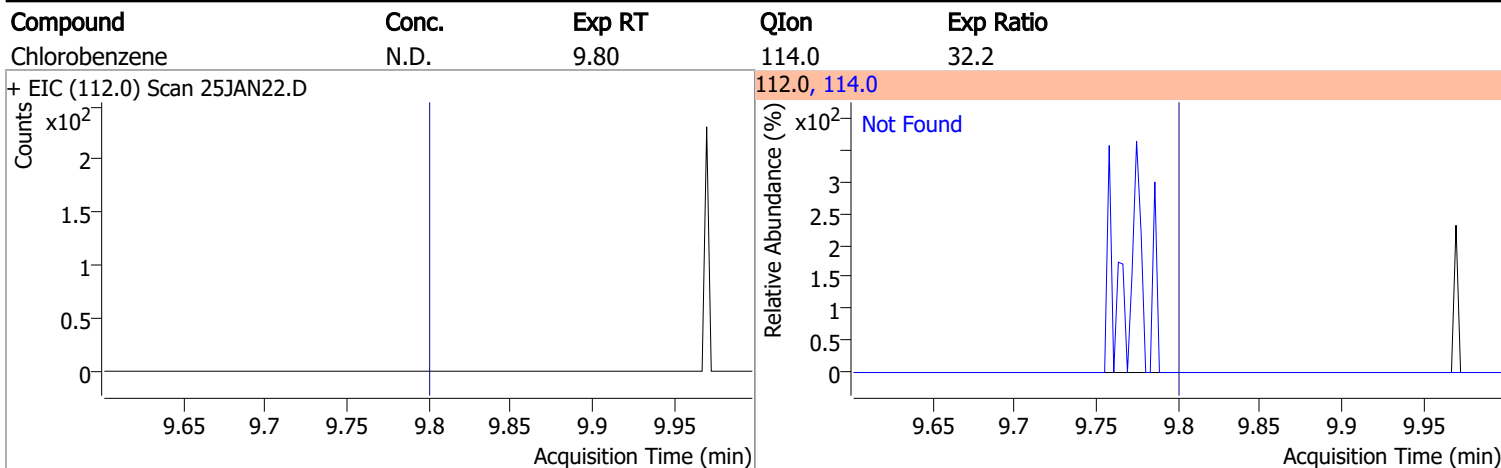 Compound Conc. Exp RT QIon Exp Ratio
Chlorobenzene N.D. 9.80 114.0 32.2
+ EIC (112.0) Scan 25JAN22.D
Counts
x10²
2
1.5
1
0.5
0
9.65 9.7 9.75 9.8 9.85 9.9 9.95
Acquisition Time (min)
112.0, 114.0
Relative Abundance (%)
x10²
Not Found
3
2.5
2
1.5
1
0.5
0
9.65 9.7 9.75 9.8 9.85 9.9 9.95
Acquisition Time (min)